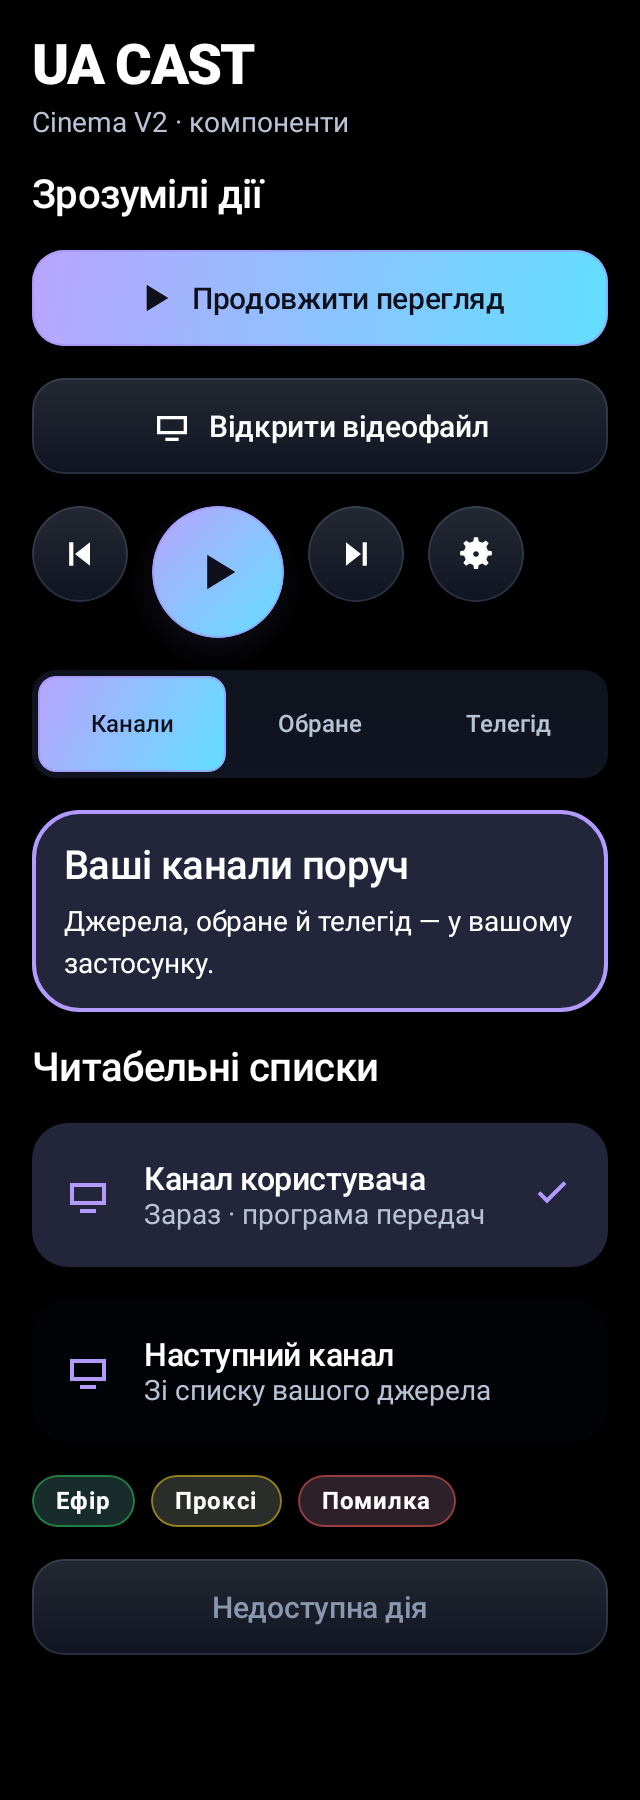 UA CAST
Cinema V2 · компоненти
Зрозумілі дії
Продовжити перегляд
Відкрити відеофайл
Канали
Обране
Телегід
Ваші канали поруч
Джерела, обране й телегід — у вашому
застосунку.
Читабельні списки
Канал користувача
Зараз · програма передач
Наступний канал
Зі списку вашого джерела
Ефір
Проксі
Помилка
Недоступна дія